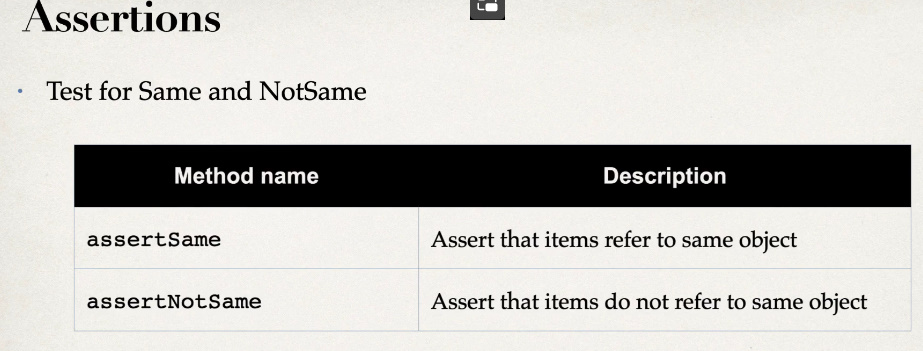 Assertions
• Test for Same and NotSame
Method name Description
assertSame Assert that items refer to same object
assertNotSame Assert that items do not refer to same object